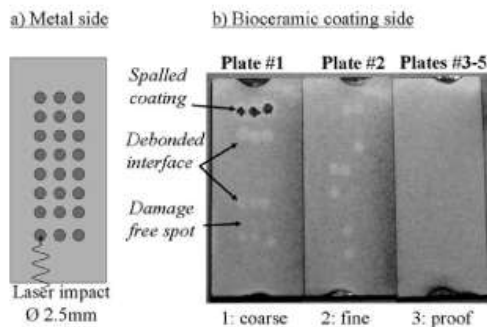 a) Metal side
Laser impact
Ø 2.5mm
b) Bioceramic coating side
Plate #1 Plate #2 Plates #3-5
Spalled
coating
Debonded
interface
Damage
free spot
1: coarse 2: fine 3: proof